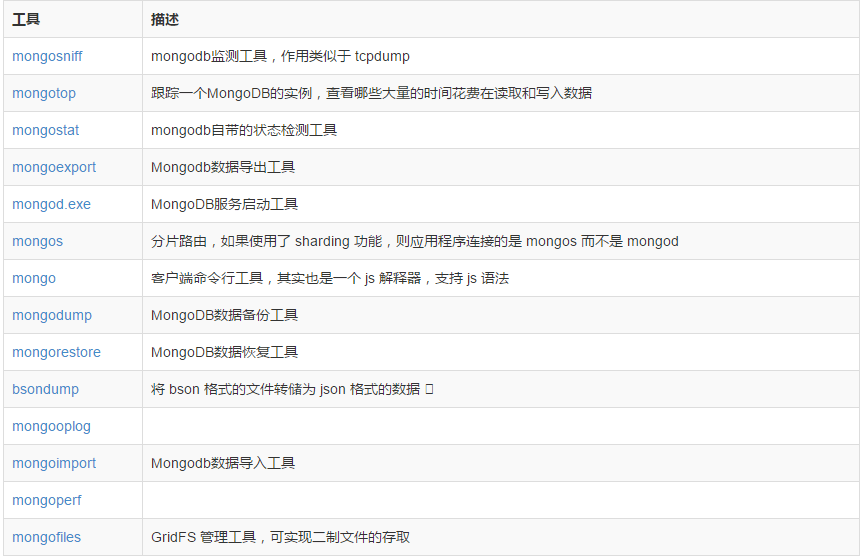 工具 描述
mongosniff mongodb监测工具，作用类似于 tcpdump
mongotop 跟踪一个MongoDB的实例，查看哪些大量的时间花费在读取和写入数据
mongostat mongodb自带的状态检测工具
mongoexport Mongodb数据导出工具
mongod.exe MongoDB服务启动工具
mongos 分片路由，如果使用了 sharding 功能，则应用程序连接的是 mongos 而不是 mongod
mongo 客户端命令行工具，其实也是一个 js 解释器，支持 js 语法
mongodump MongoDB数据备份工具
mongorestore MongoDB数据恢复工具
bsondump 将 bson 格式的文件转储为 json 格式的数据
mongooplog
mongoimport Mongodb数据导入工具
mongoperf
mongofiles GridFS 管理工具，可实现二制文件的存取